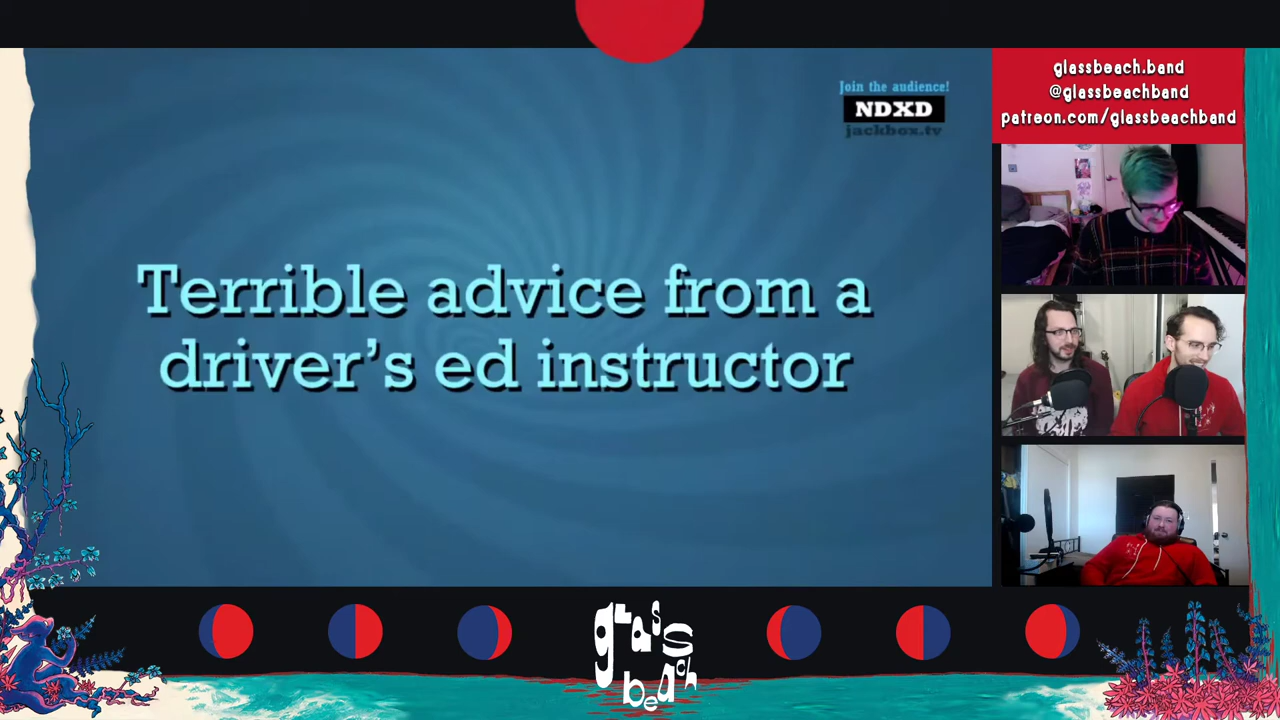 Join the audience!
NDXD
jackbox.tv
Terrible advice from a
driver's ed instructor
glassbeach.band
@glassbeachband
patreon.com/glassbeachband
glass
beach